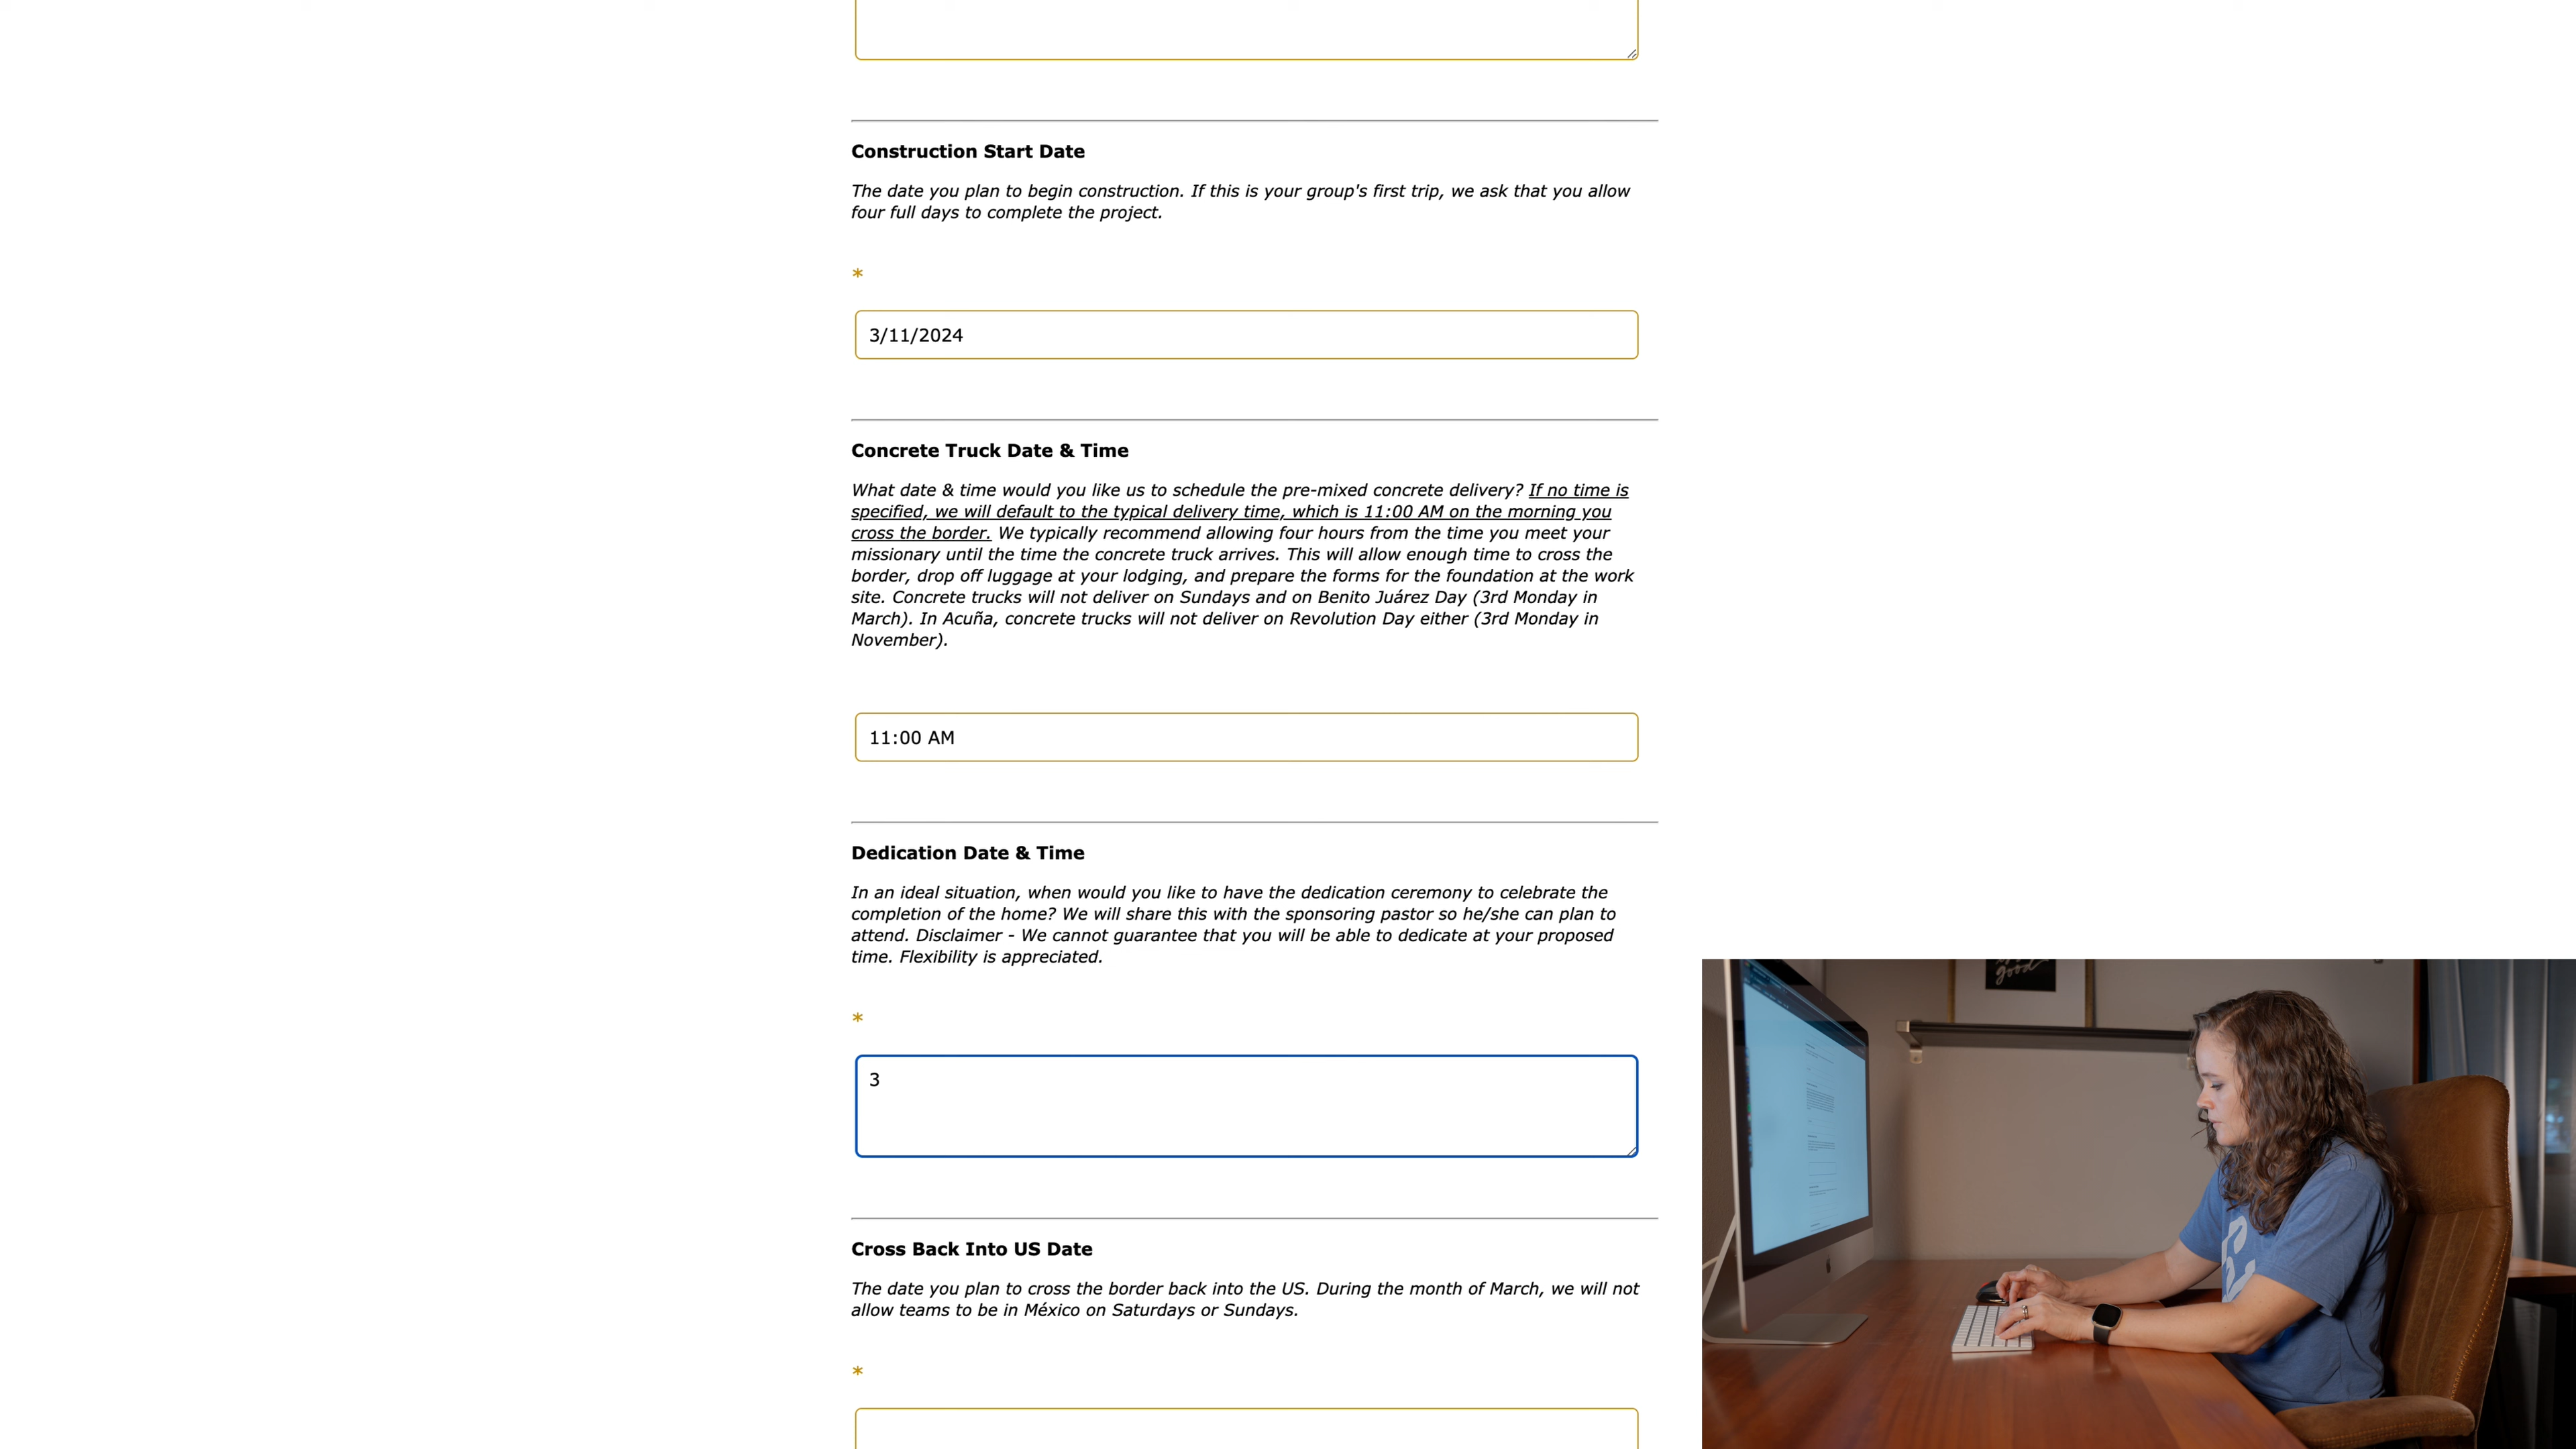 Construction Start Date
The date you plan to begin construction. If this is your group's first trip, we ask that you allow
four full days to complete the project.
*
3/11/2024
Concrete Truck Date & Time
What date & time would you like us to schedule the pre-mixed concrete delivery? If no time is
specified, we will default to the typical delivery time, which is 11:00 AM on the morning you
cross the border. We typically recommend allowing four hours from the time you meet your
missionary until the time the concrete truck arrives. This will allow enough time to cross the
border, drop off luggage at your lodging, and prepare the forms for the foundation at the work
site. Concrete trucks will not deliver on Sundays and on Benito Juárez Day (3rd Monday in
March). In Acuña, concrete trucks will not deliver on Revolution Day either (3rd Monday in
November).
11:00 AM
Dedication Date & Time
In an ideal situation, when would you like to have the dedication ceremony to celebrate the
completion of the home? We will share this with the sponsoring pastor so he/she can plan to
attend. Disclaimer - We cannot guarantee that you will be able to dedicate at your proposed
time. Flexibility is appreciated.
*
3
Cross Back Into US Date
The date you plan to cross the border back into the US. During the month of March, we will not
allow teams to be in México on Saturdays or Sundays.
*
good